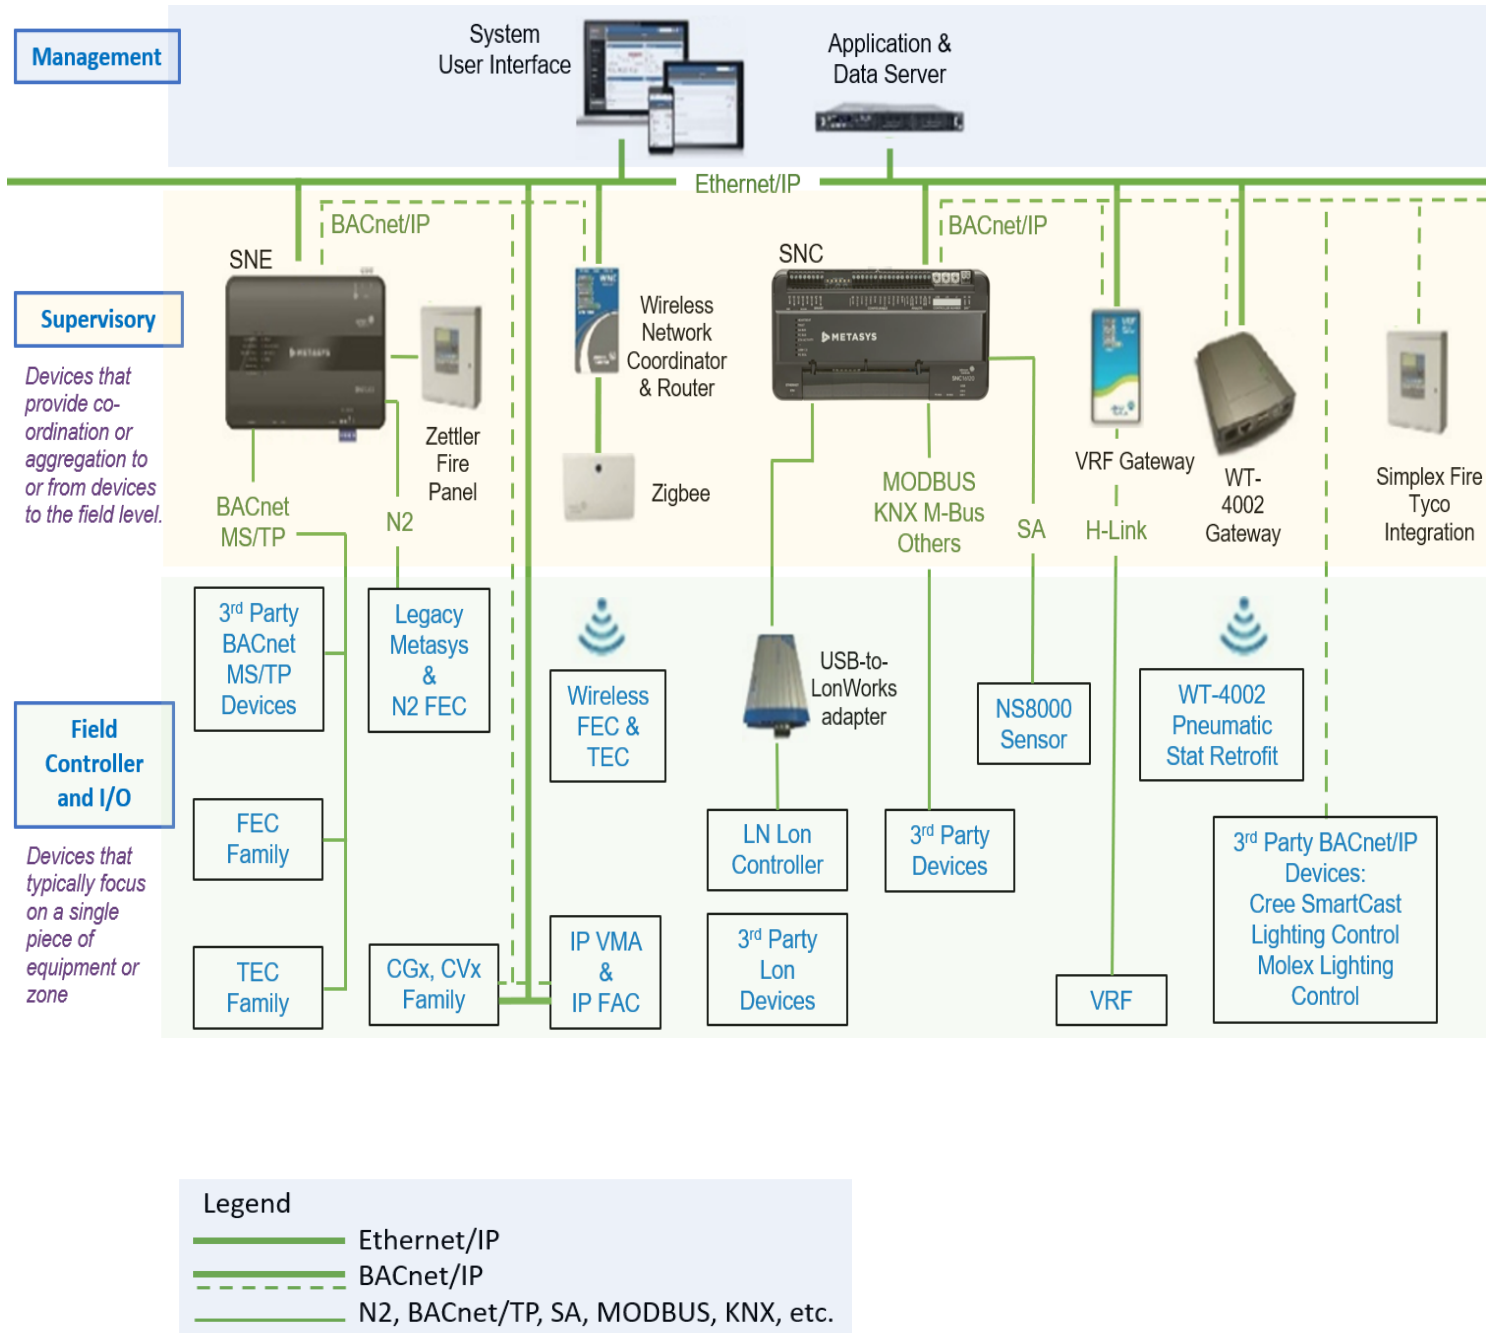 Management
System
User Interface
Application &
Data Server
Ethernet/IP
BACnet/IP
BACnet/IP
SNE
SNC
Supervisory
Devices that
provide co-
ordination or
aggregation to
or from devices
to the field level.
METASYS
METASYS
Zettler
Fire
Panel
Wireless
Network
Coordinator
& Router
Zigbee
VRF Gateway
WT-
4002
Gateway
Simplex Fire
Tyco
Integration
BACnet
MS/TP
N2
MODBUS
KNX M-Bus
Others
SA
H-Link
Field
Controller
and I/O
Devices that
typically focus
on a single
piece of
equipment or
zone
3rd Party
BACnet
MS/TP
Devices
Legacy
Metasys
&
N2 FEC
Wireless
FEC &
TEC
USB-to-
LonWorks
adapter
NS8000
Sensor
WT-4002
Pneumatic
Stat Retrofit
FEC
Family
LN Lon
Controller
3rd Party
Devices
3rd Party BACnet/IP
Devices:
Cree SmartCast
Lighting Control
Molex Lighting
Control
TEC
Family
CGx, CVx
Family
IP VMA
&
IP FAC
3rd Party
Lon
Devices
VRF
Legend
Ethernet/IP
BACnet/IP
N2, BACnet/TP, SA, MODBUS, KNX, etc.